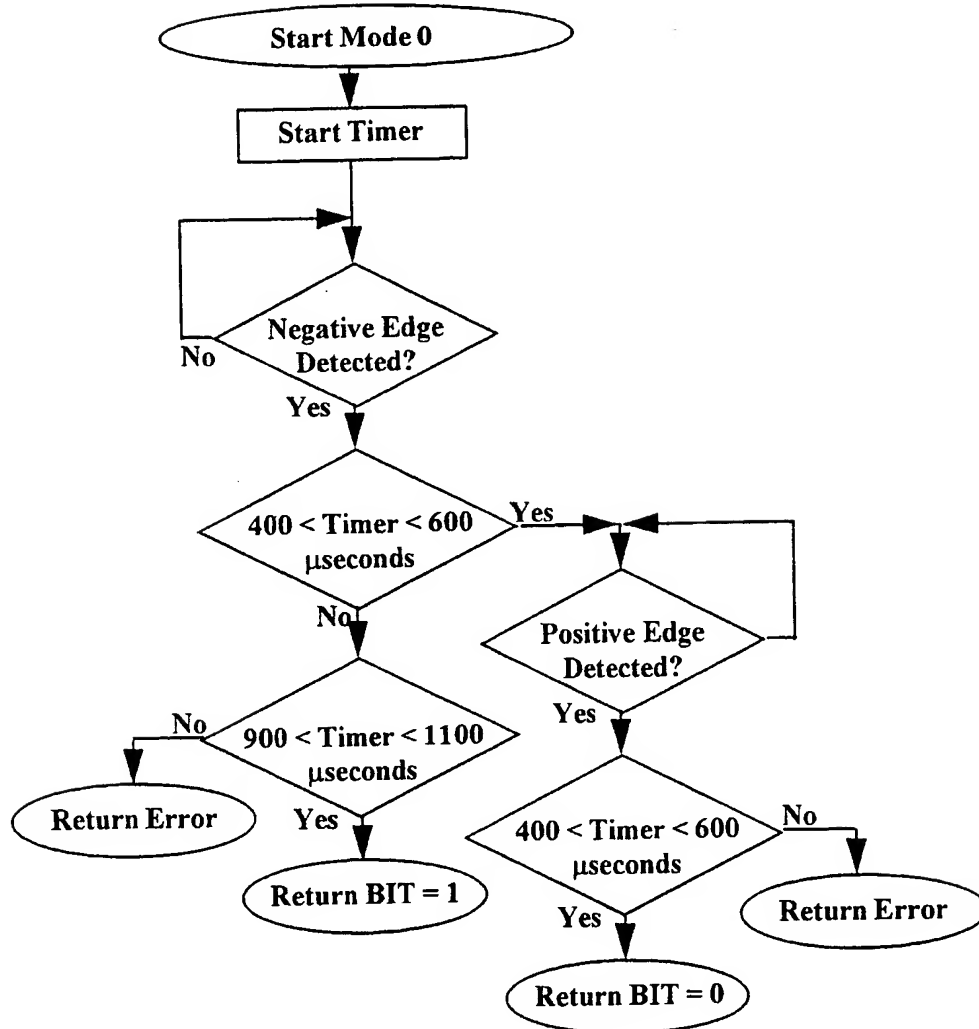 Start Mode 0
Start Timer
Negative Edge
Detected?
No
Yes
400 < Timer < 600
μseconds
Yes
No
Positive Edge
Detected?
Yes
900 < Timer < 1100
μseconds
No
Return Error
Yes
Return BIT = 1
400 < Timer < 600
μseconds
No
Return Error
Yes
Return BIT = 0